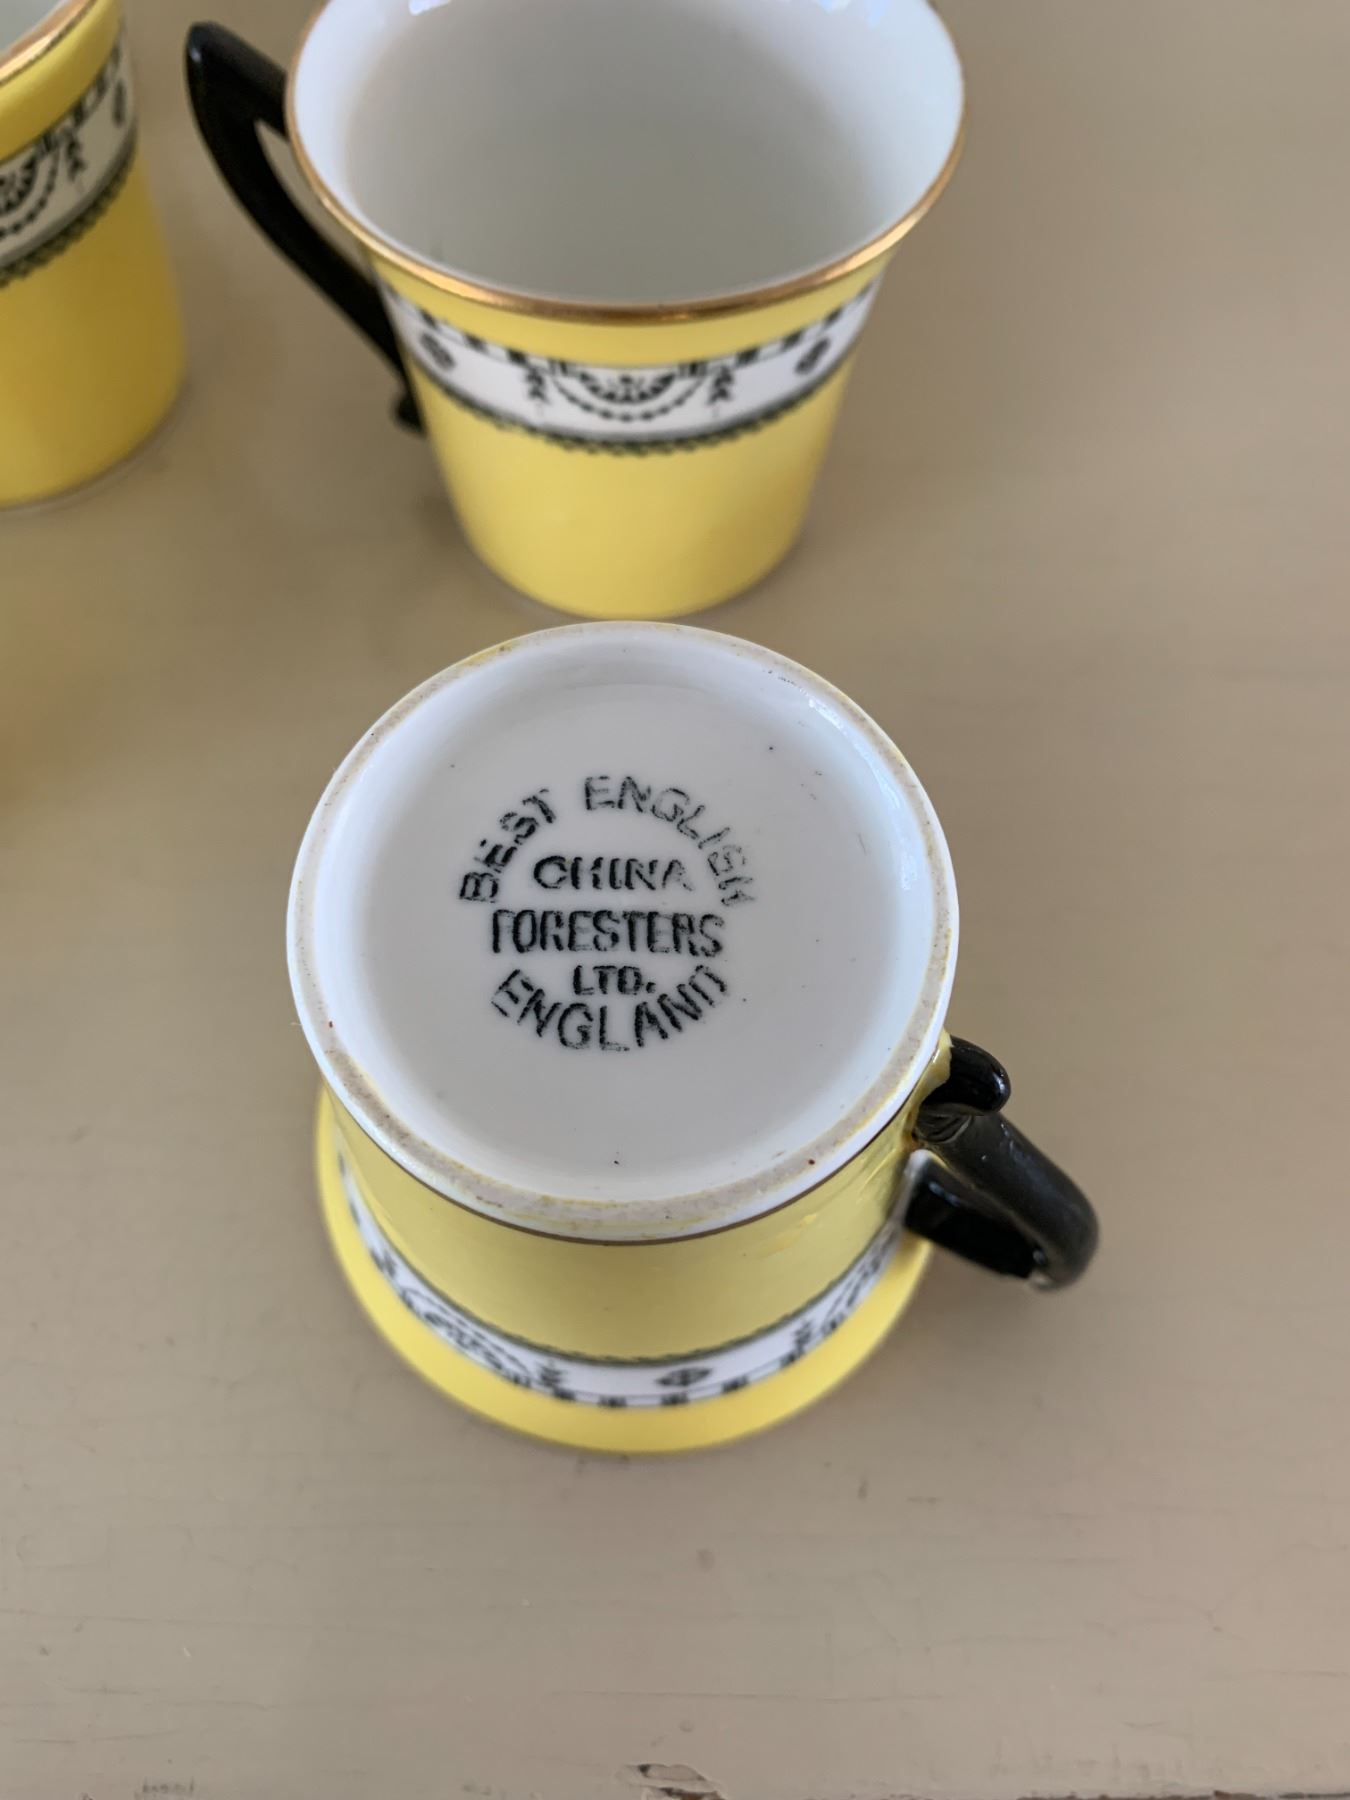 BEST ENGLISH
CHINA
FORESTERS
LTD.
ENGLAND